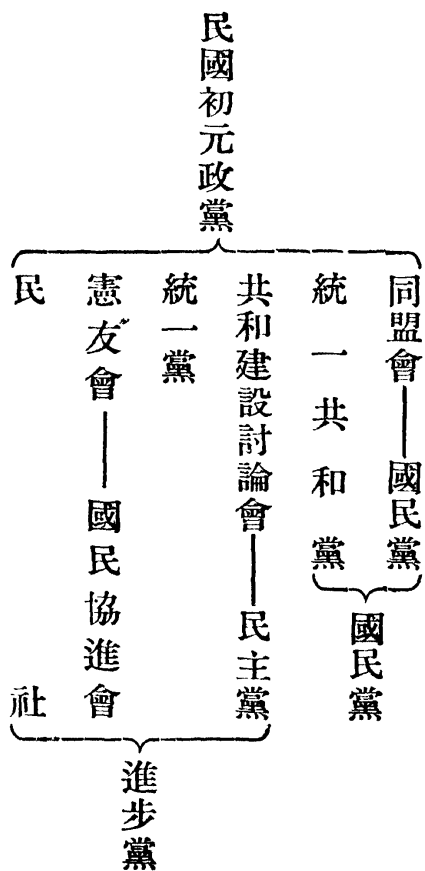 民國初元政黨
同盟會——國民黨
統一共和黨
國民黨
共和建設討論會——民主黨
統一黨
憲友會——國民協進會
民社
進步黨